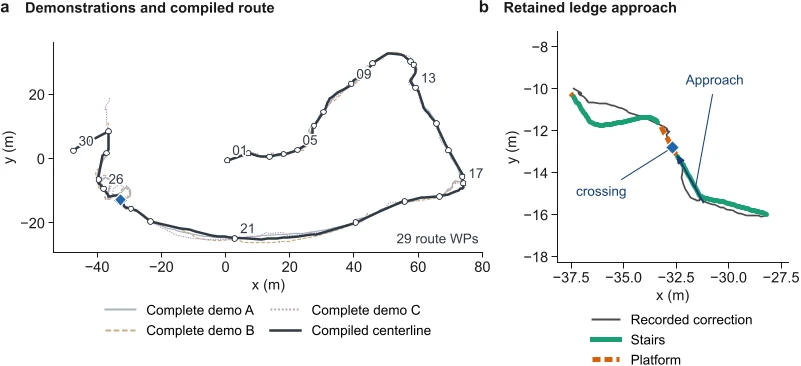 a Demonstrations and compiled route
y (m)
20
0
−20
01
05
09
13
17
21
26
30
29 route WPs
−40
−20
0
20
40
60
80
x (m)
Complete demo A
Complete demo B
Complete demo C
Compiled centerline
b Retained ledge approach
y (m)
−8
−10
−12
−14
−16
−18
Approach
crossing
−37.5
−35.0
−32.5
−30.0
−27.5
x (m)
Recorded correction
Stairs
Platform